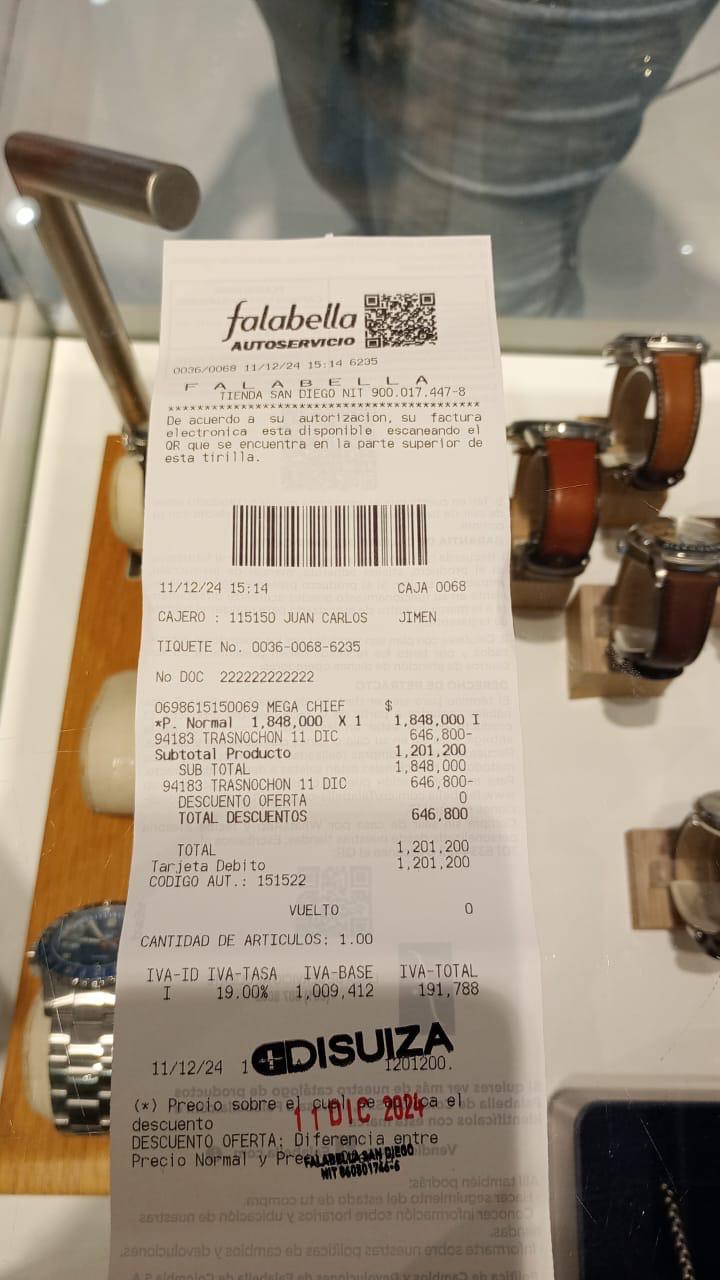 falabella
AUTOSERVICIO
0036/0068 11/12/24 15:14 6235
F A L A B E L L A
TIENDA SAN DIEGO NIT 900.017.447-8
De acuerdo a su autorizacion, su factura
electronica esta disponible escaneando el
QR que se encuentra en la parte superior de
esta tirilla.
11/12/24 15:14 CAJA 0068
CAJERO : 115150 JUAN CARLOS JIMEN
TIQUETE No. 0036-0068-6235
No DOC 222222222222
0698615150069 MEGA CHIEF $
*P. Normal 1,848,000 X 1 1,848,000 I
94183 TRASNOCHON 11 DIC 646,800-
Subtotal Producto 1,201,200
SUB TOTAL 1,848,000
94183 TRASNOCHON 11 DIC 646,800-
DESCUENTO OFERTA 0
TOTAL DESCUENTOS 646,800
TOTAL 1,201,200
Tarjeta Debito 1,201,200
CODIGO AUT.: 151522
VUELTO 0
CANTIDAD DE ARTICULOS: 1.00
IVA-ID IVA-TASA IVA-BASE IVA-TOTAL
I 19.00% 1,009,412 191,788
DISUIZA
11/12/24 1 1201200.
(*) Precio sobre el cual se aplica el
descuento
11 DIC 2024
DESCUENTO OFERTA: Diferencia entre
Precio Normal y
FALABELLA SAN DIEGO
NIT 860801746-6